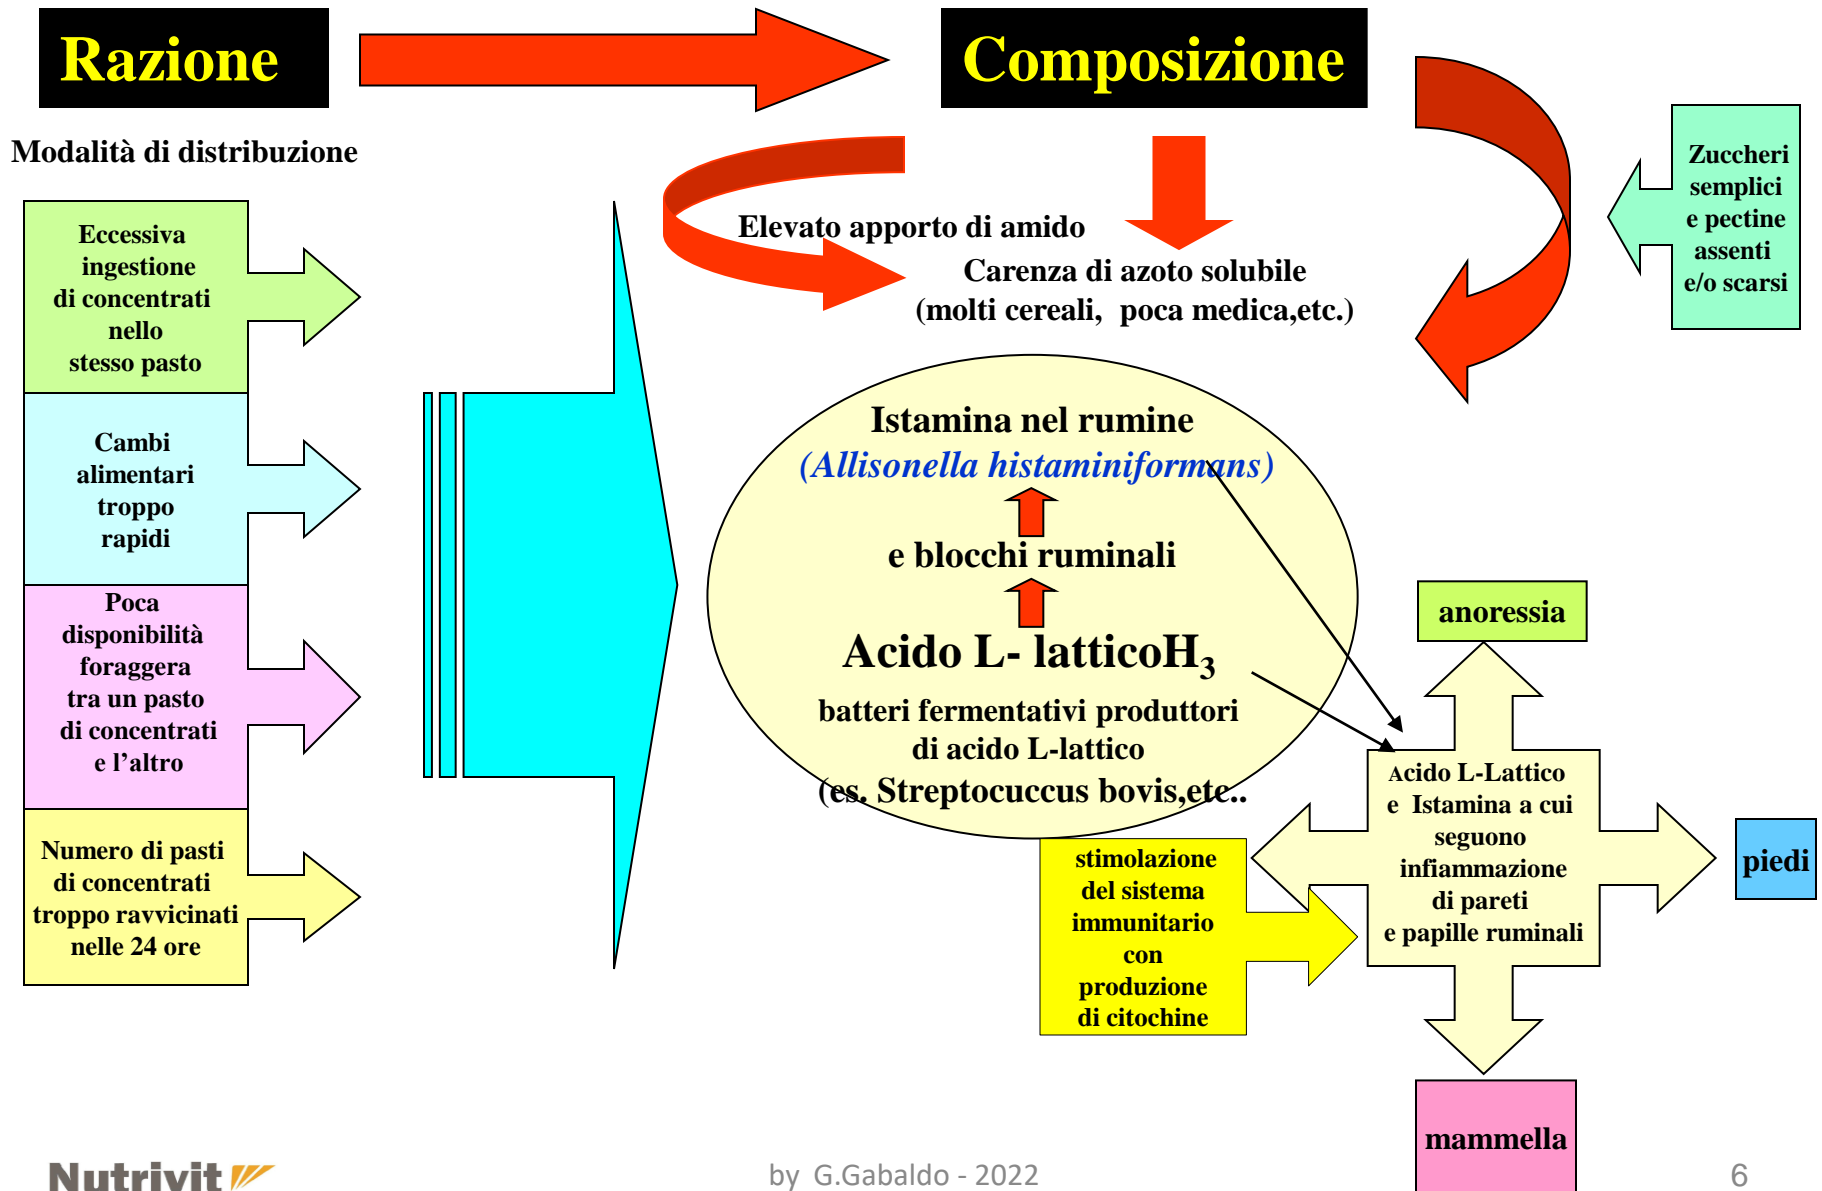 Razione
Composizione
Modalità di distribuzione
Eccessiva
ingestione
di concentrati
nello
stesso pasto
Cambi
alimentari
troppo
rapidi
Poca
disponibilità
foraggera
tra un pasto
di concentrati
e l’altro
Numero di pasti
di concentrati
troppo ravvicinati
nelle 24 ore
Elevato apporto di amido
Carenza di azoto solubile
(molti cereali, poca medica,etc.)
Zuccheri
semplici
e pectine
assenti
e/o scarsi
Istamina nel rumine
(Allisonella histaminiformans)
e blocchi ruminali
Acido L- latticoH3
batteri fermentativi produttori
di acido L-lattico
(es. Streptocuccus bovis,etc..
stimolazione
del sistema
immunitario
con
produzione
di citochine
anoressia
Acido L-Lattico
e Istamina a cui
seguono
infiammazione
di pareti
e papille ruminali
piedi
mammella
Nutrivit
by G.Gabaldo - 2022
6